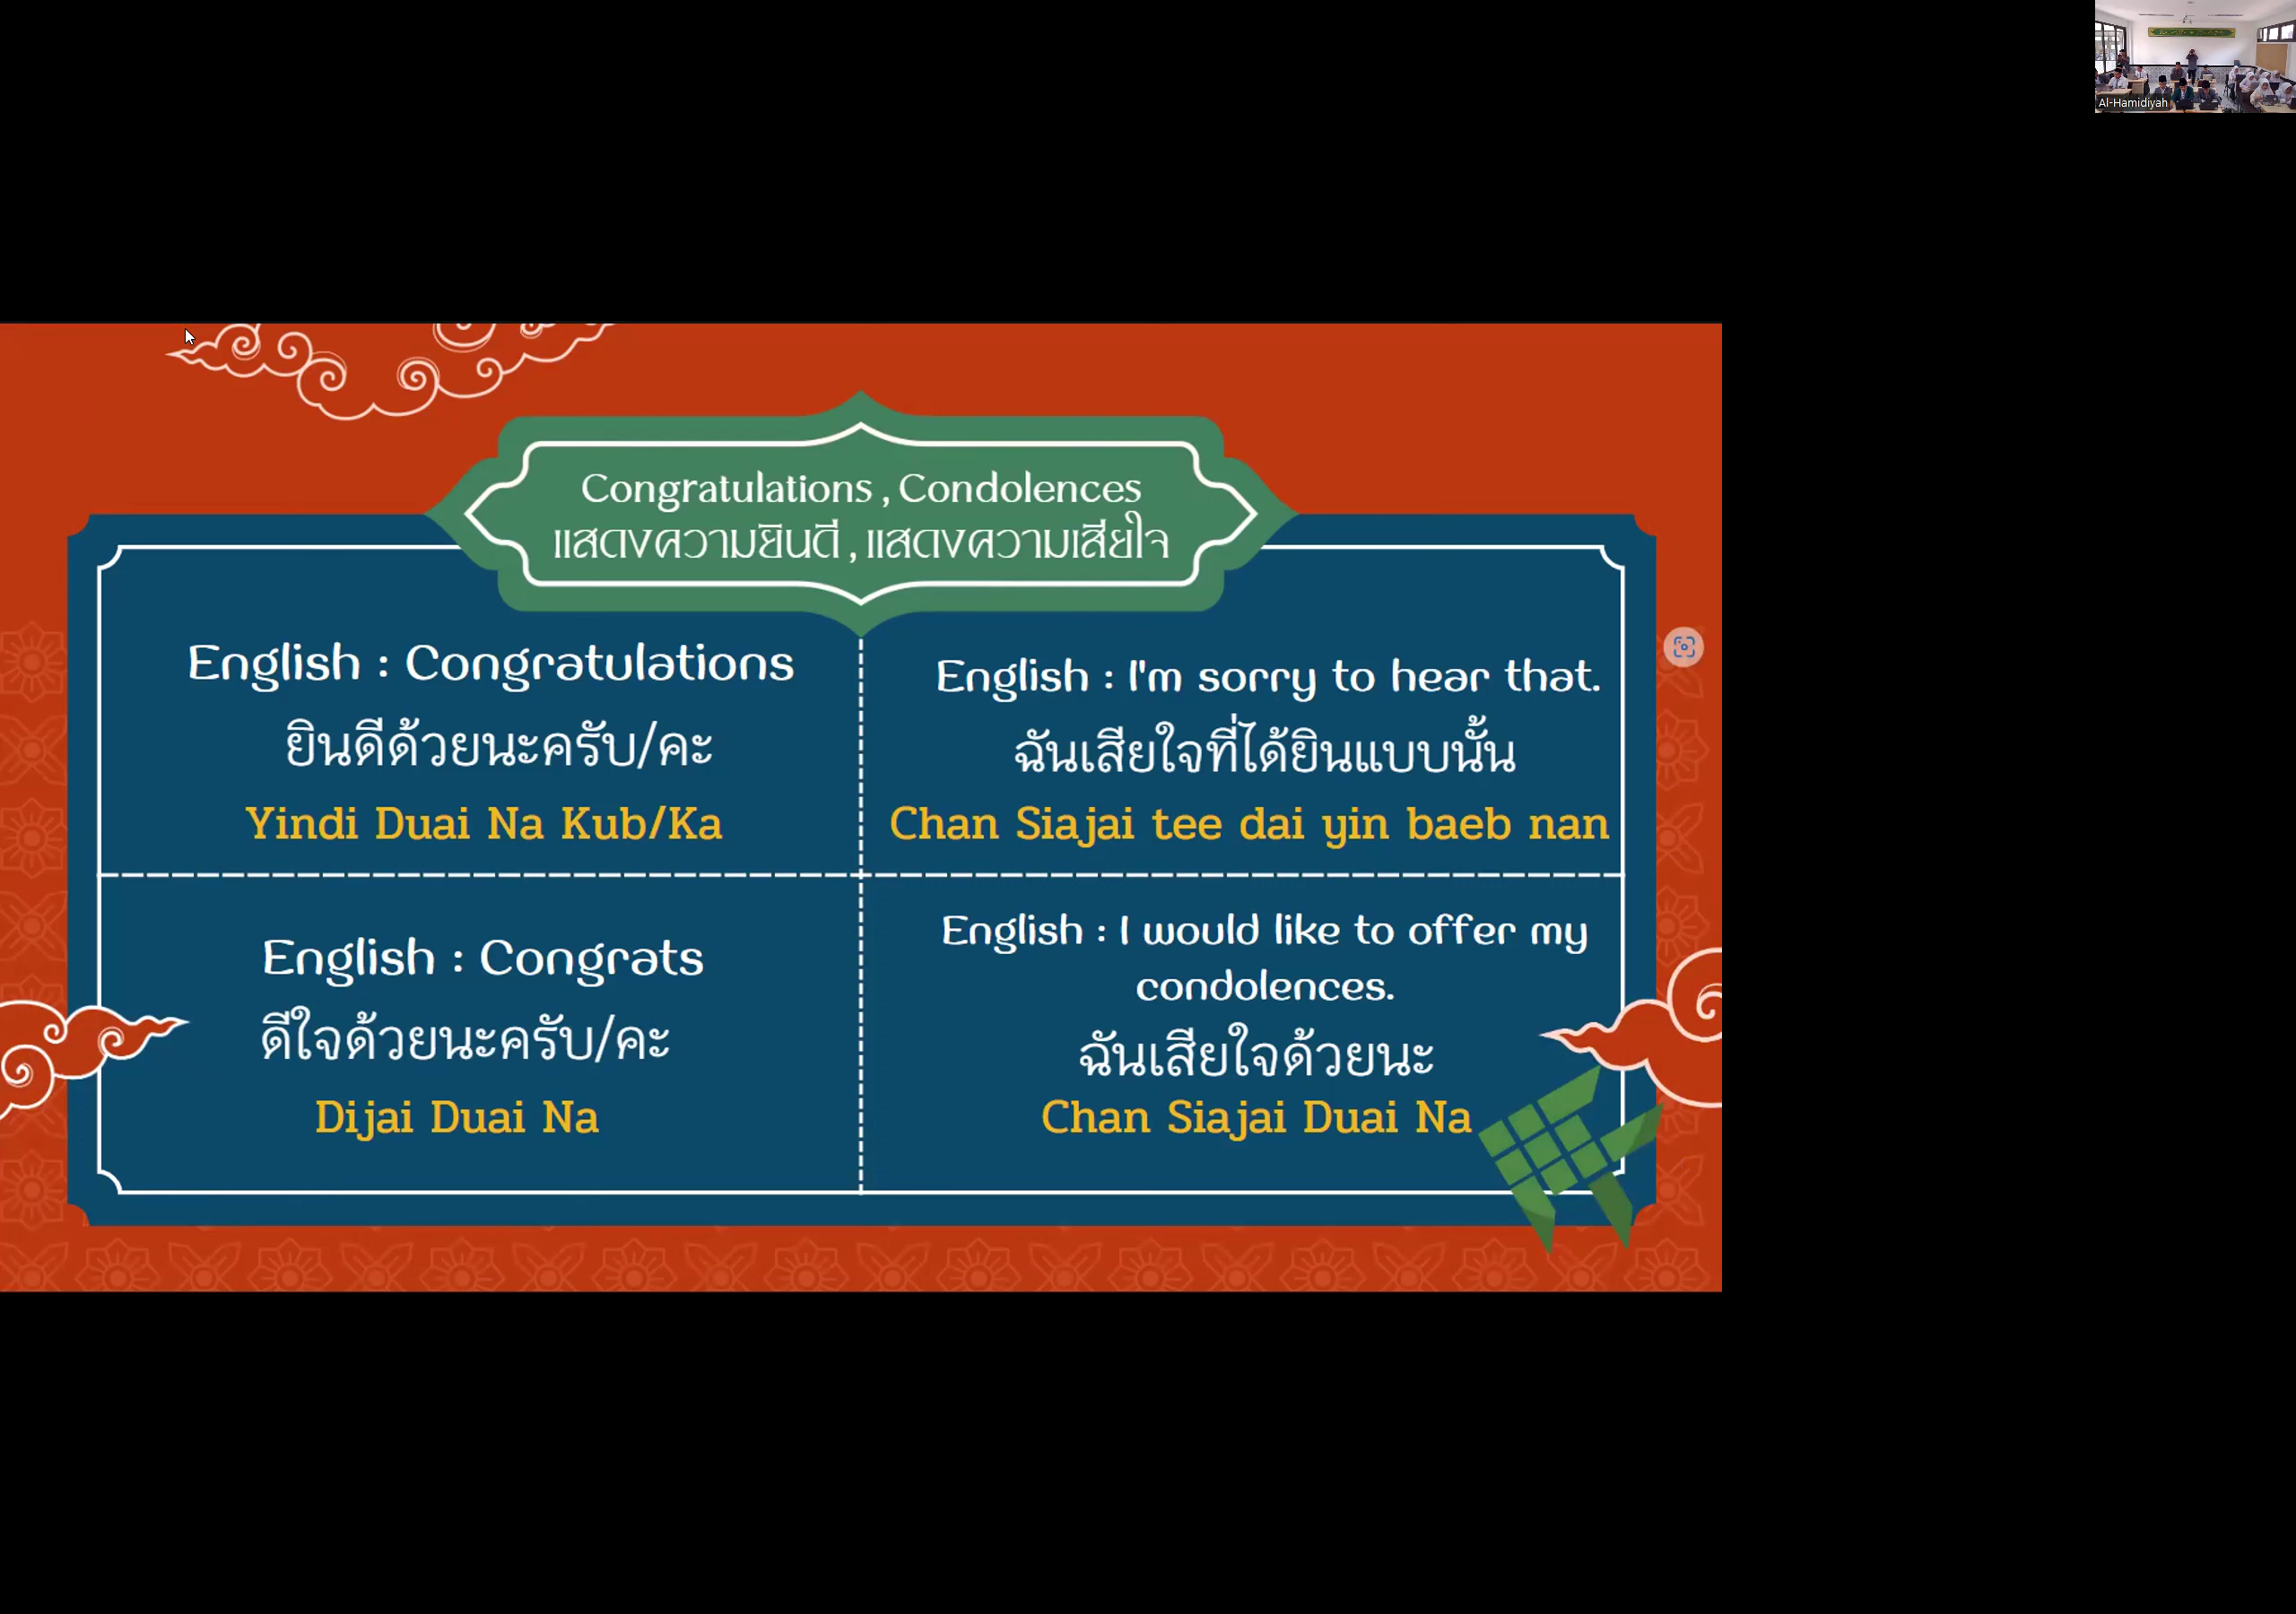 Al-Hamidiyah
Congratulations , Condolences
แสดงความยินดี , แสดงความเสียใจ
English : Congratulations
ยินดีด้วยนะครับ/คะ
Yindi Duai Na Kub/Ka
English : I'm sorry to hear that.
ฉันเสียใจที่ได้ยินแบบนั้น
Chan Siajai tee dai yin baeb nan
English : Congrats
ดีใจด้วยนะครับ/คะ
Dijai Duai Na
English : I would like to offer my
condolences.
ฉันเสียใจด้วยนะ
Chan Siajai Duai Na